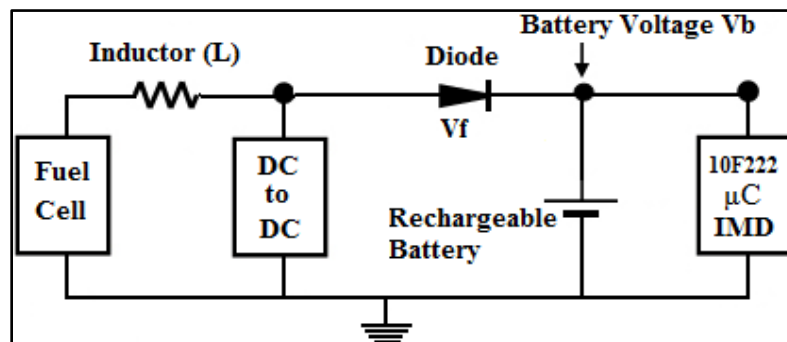 Battery Voltage Vb
Inductor (L)
Diode
Vf
Fuel
Cell
DC
to
DC
Rechargeable
Battery
10F222
μC
IMD